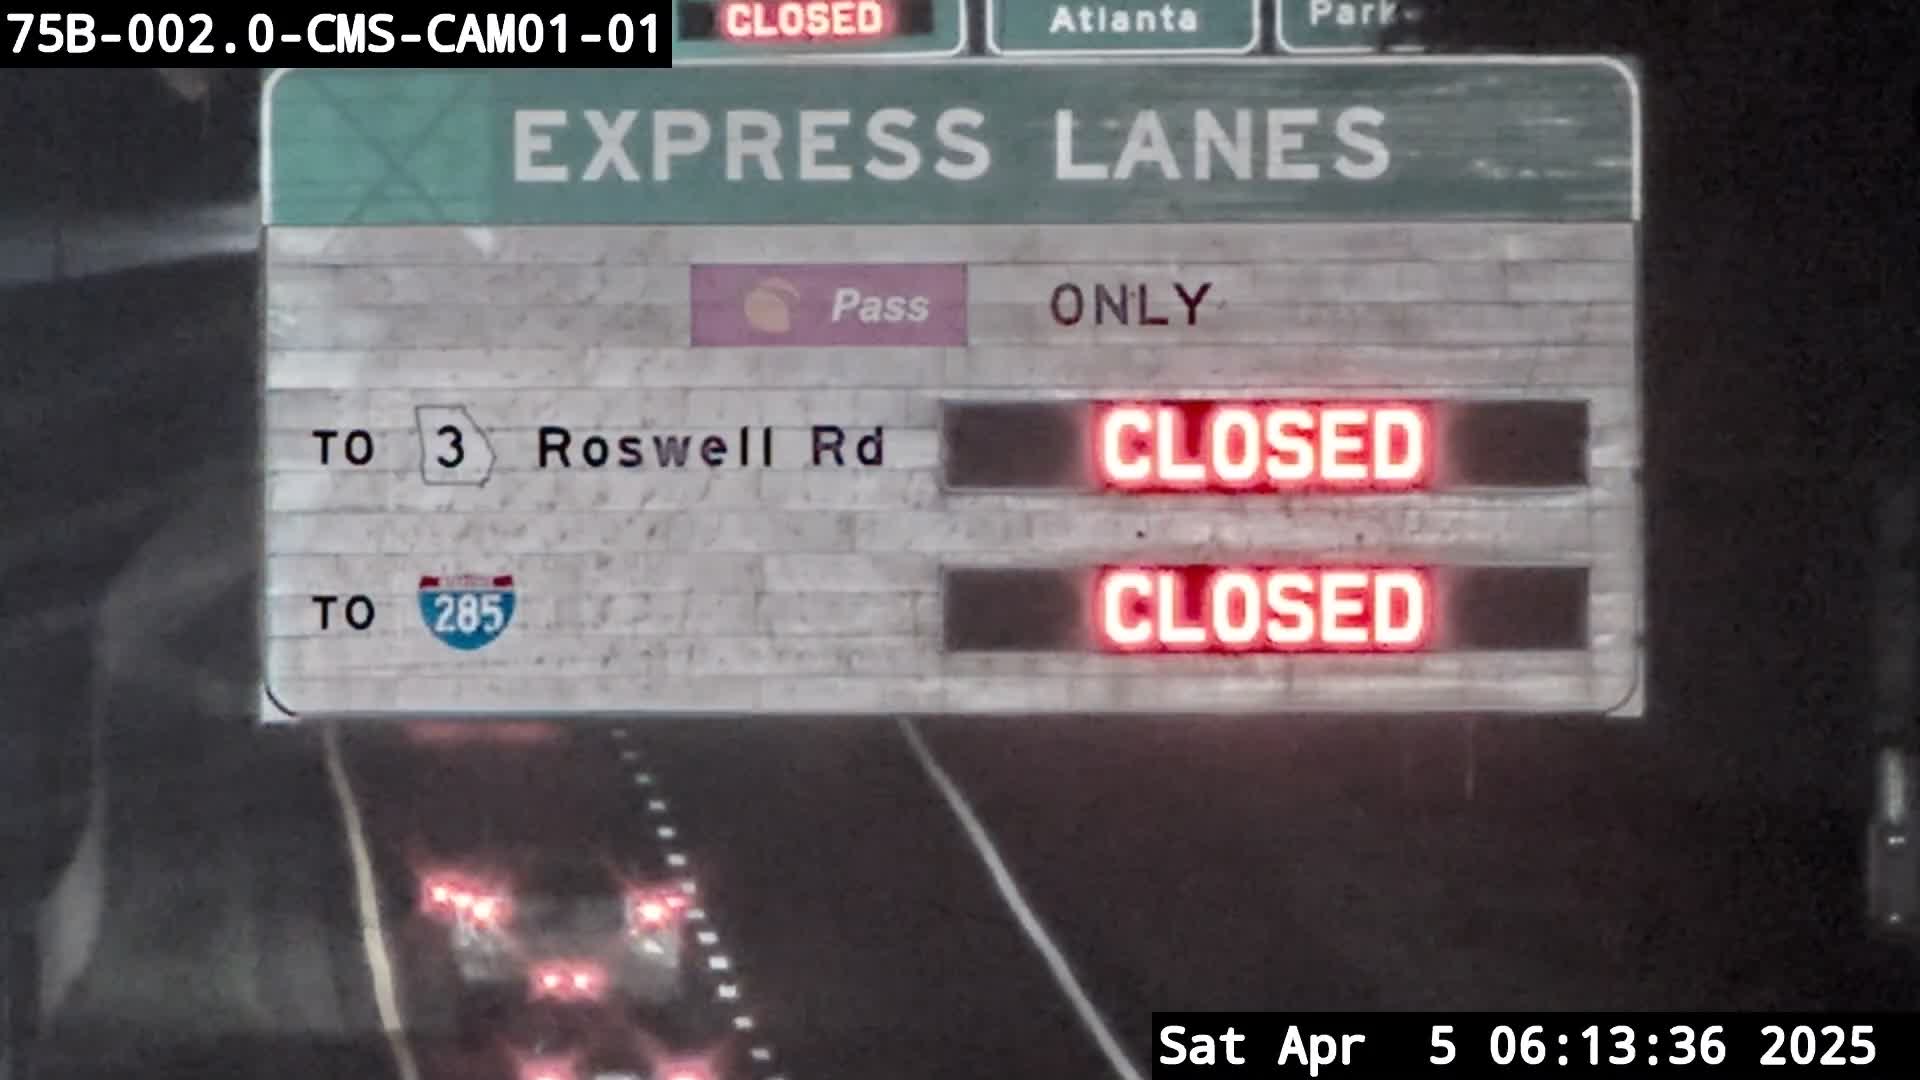 75B-002.0-CMS-CAM01-01
CLOSED
Atlanta
Park
EXPRESS LANES
Pass ONLY
TO 3 Roswell Rd CLOSED
TO 285 CLOSED
Sat Apr 5 06:13:36 2025